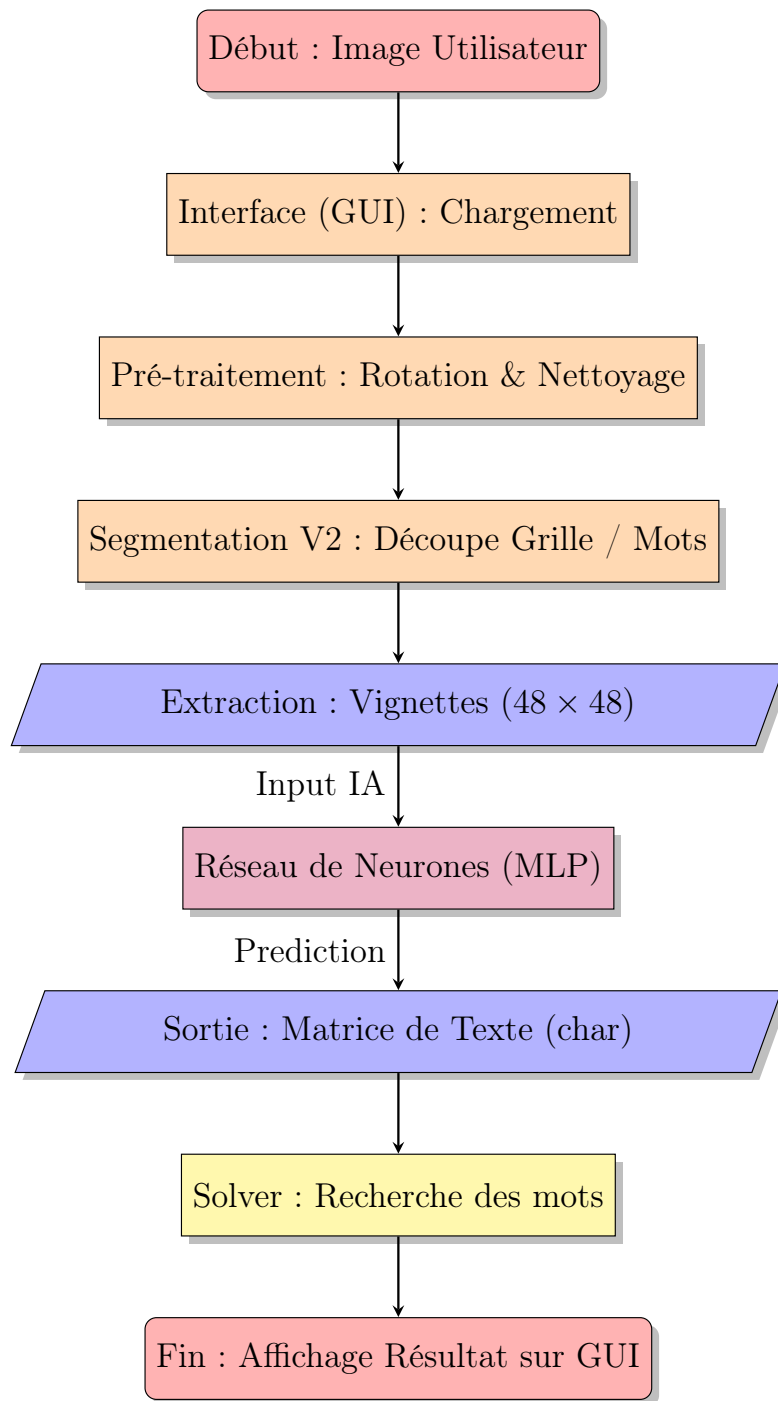 Début : Image Utilisateur
Interface (GUI) : Chargement
Pré-traitement : Rotation & Nettoyage
Segmentation V2 : Découpe Grille / Mots
Extraction : Vignettes (48 × 48)
Input IA
Réseau de Neurones (MLP)
Prediction
Sortie : Matrice de Texte (char)
Solver : Recherche des mots
Fin : Affichage Résultat sur GUI